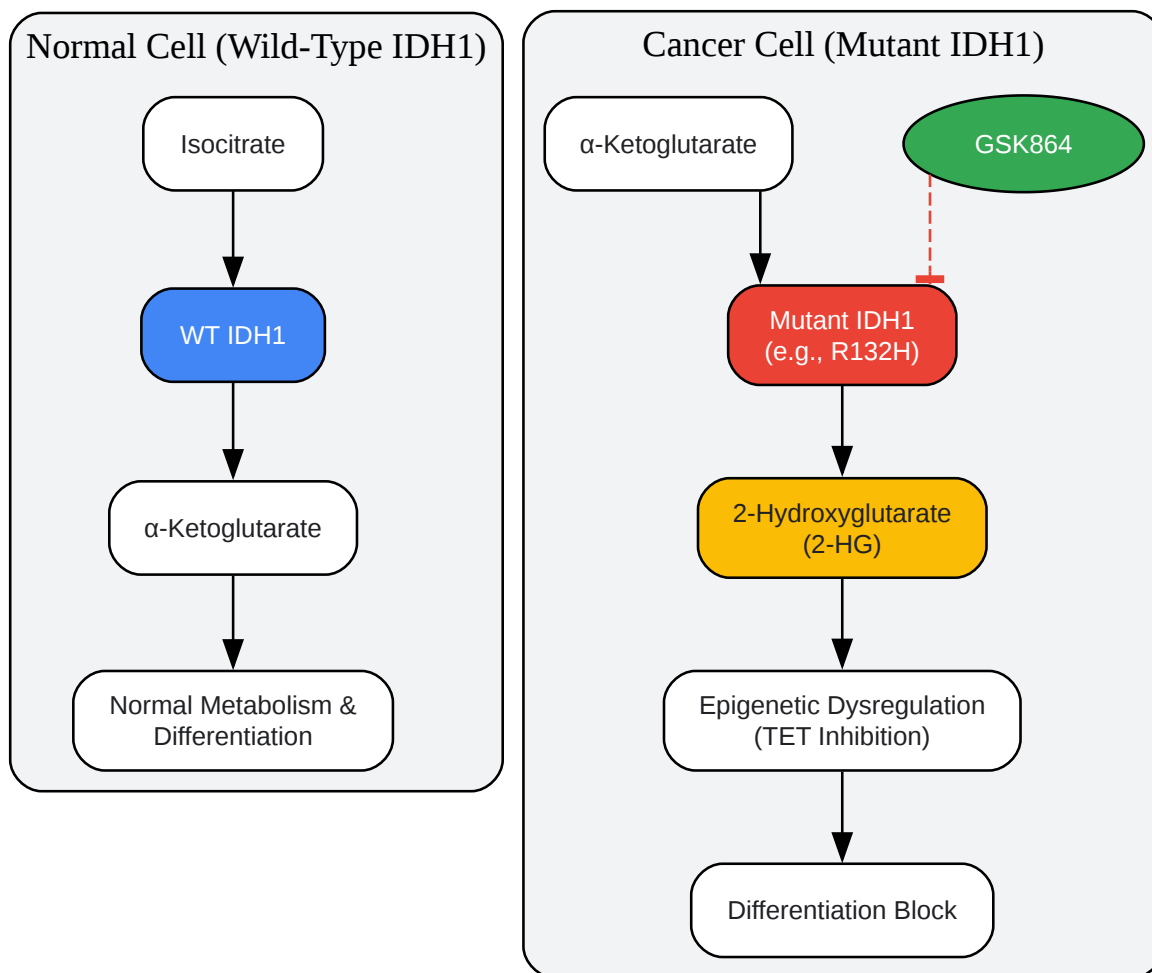 Normal Cell (Wild-Type IDH1)
Isocitrate
WT IDH1
α-Ketoglutarate
Normal Metabolism &
Differentiation
Cancer Cell (Mutant IDH1)
α-Ketoglutarate
GSK864
Mutant IDH1
(e.g., R132H)
2-Hydroxyglutarate
(2-HG)
Epigenetic Dysregulation
(TET Inhibition)
Differentiation Block